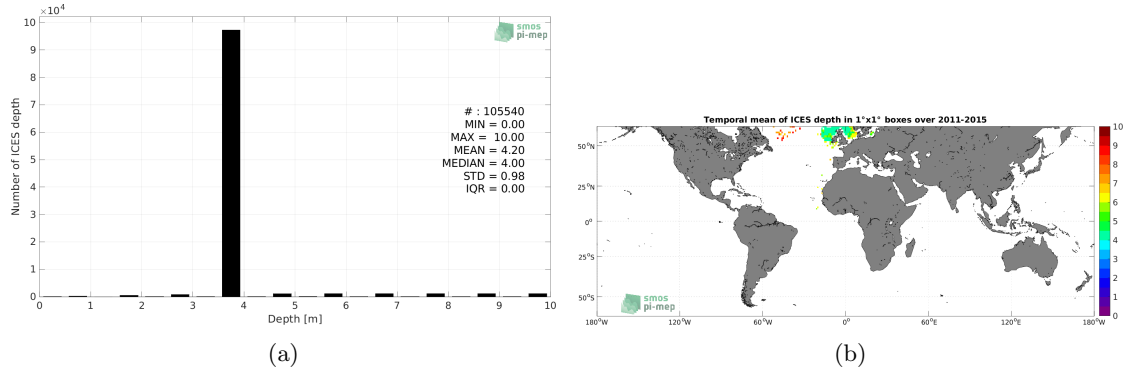 ×10⁴
10
9
8
7
6
5
4
3
2
1
0
Number of ICES depth
smos
pi-mep
# : 105540
MIN = 0.00
MAX = 10.00
MEAN = 4.20
MEDIAN = 4.00
STD = 0.98
IQR = 0.00
0 1 2 3 4 5 6 7 8 9 10
Depth [m]
(a)
Temporal mean of ICES depth in 1°x1° boxes over 2011-2015
50°N
25°N
0°
25°S
50°S
smos
pi-mep
180°W 120°W 60°W 0° 60°E 120°E 180°W
10
9
8
7
6
5
4
3
2
1
0
(b)